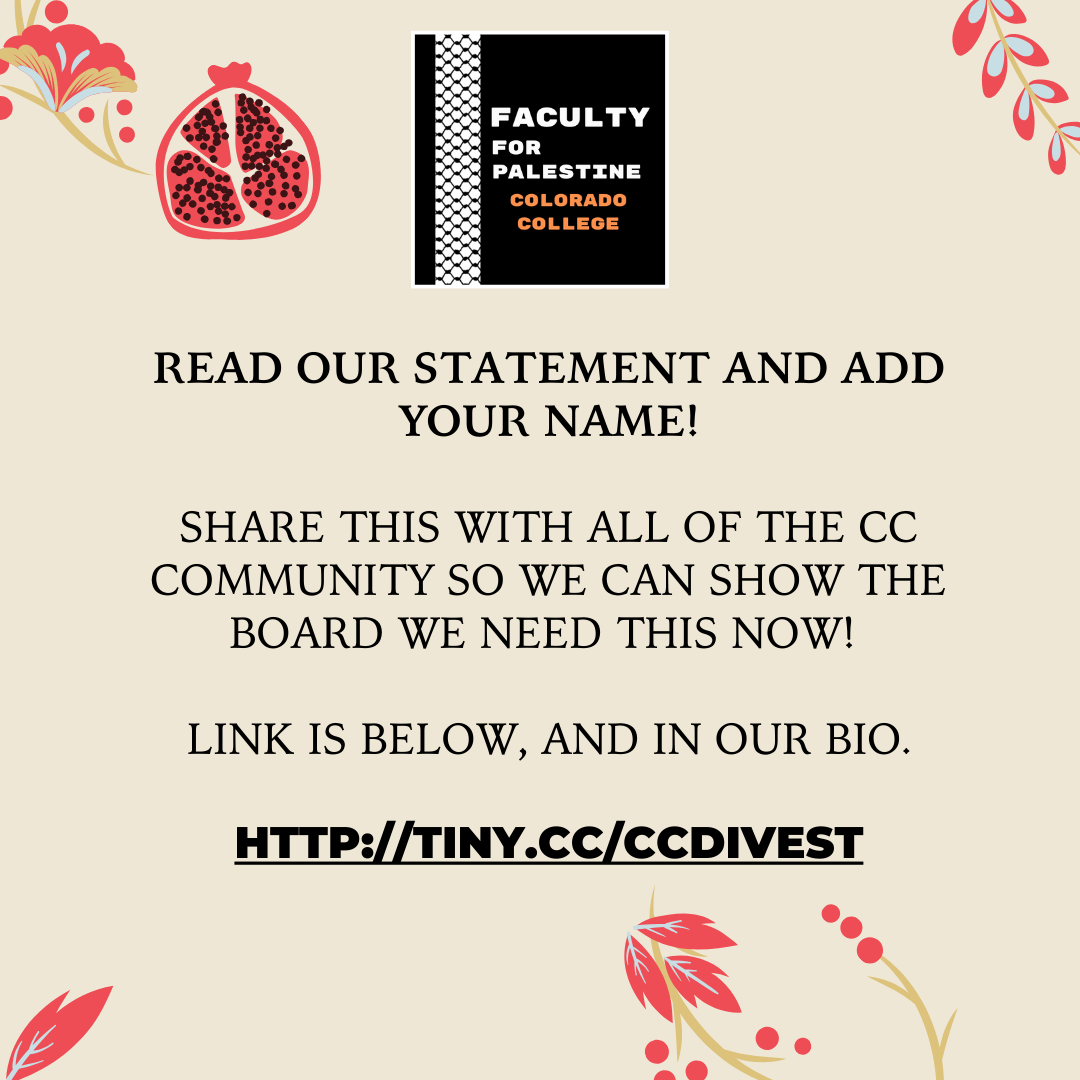 FACULTY
FOR
PALESTINE
COLORADO
COLLEGE
READ OUR STATEMENT AND ADD
YOUR NAME!
SHARE THIS WITH ALL OF THE CC
COMMUNITY SO WE CAN SHOW THE
BOARD WE NEED THIS NOW!
LINK IS BELOW, AND IN OUR BIO.
HTTP://TINY.CC/CCDIVEST